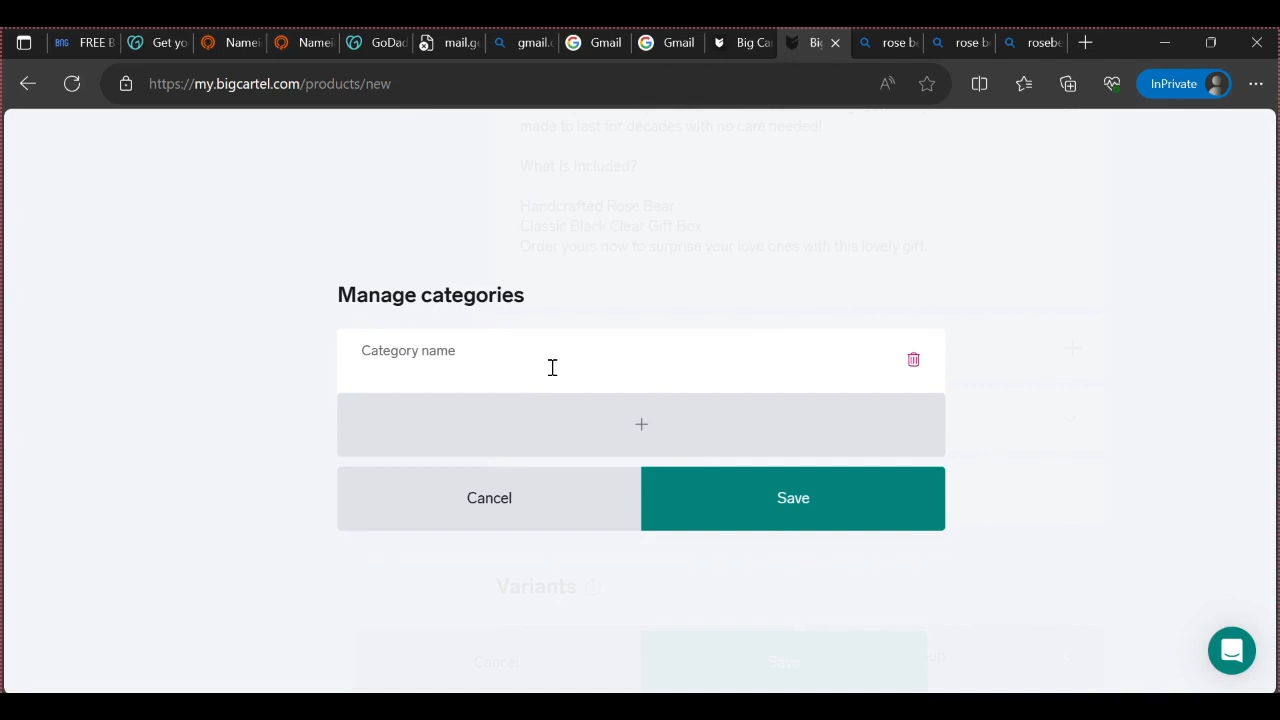 BNG FREE B
Get yo
Namei
Namei
GoDad
mail.g
gmail.c
Gmail
Gmail
Big Ca
Bi
rose b
rose b
rosebe
https://my.bigcartel.com/products/new
InPrivate
made to last for decades with no care needed!
What is included?
Handcrafted Rose Bear
Classic Black Clear Gift Box
Order yours now to surprise your love ones with this lovely gift.
Manage categories
Category name
Cancel
Save
Variants
Cancel
Save